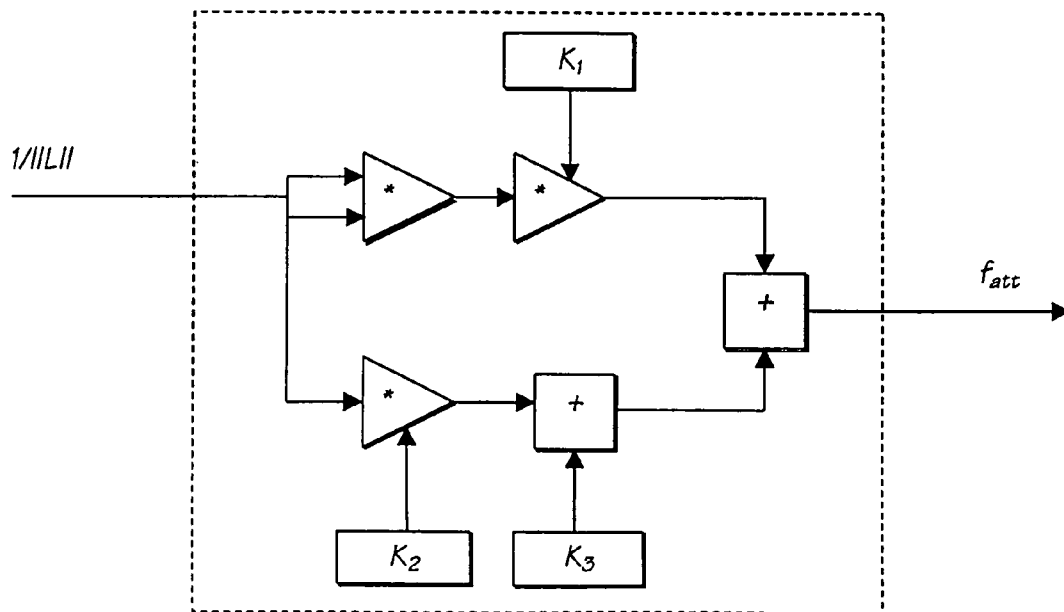 K₁
1/||L||
*
*
+
f_att
*
+
K₂
K₃